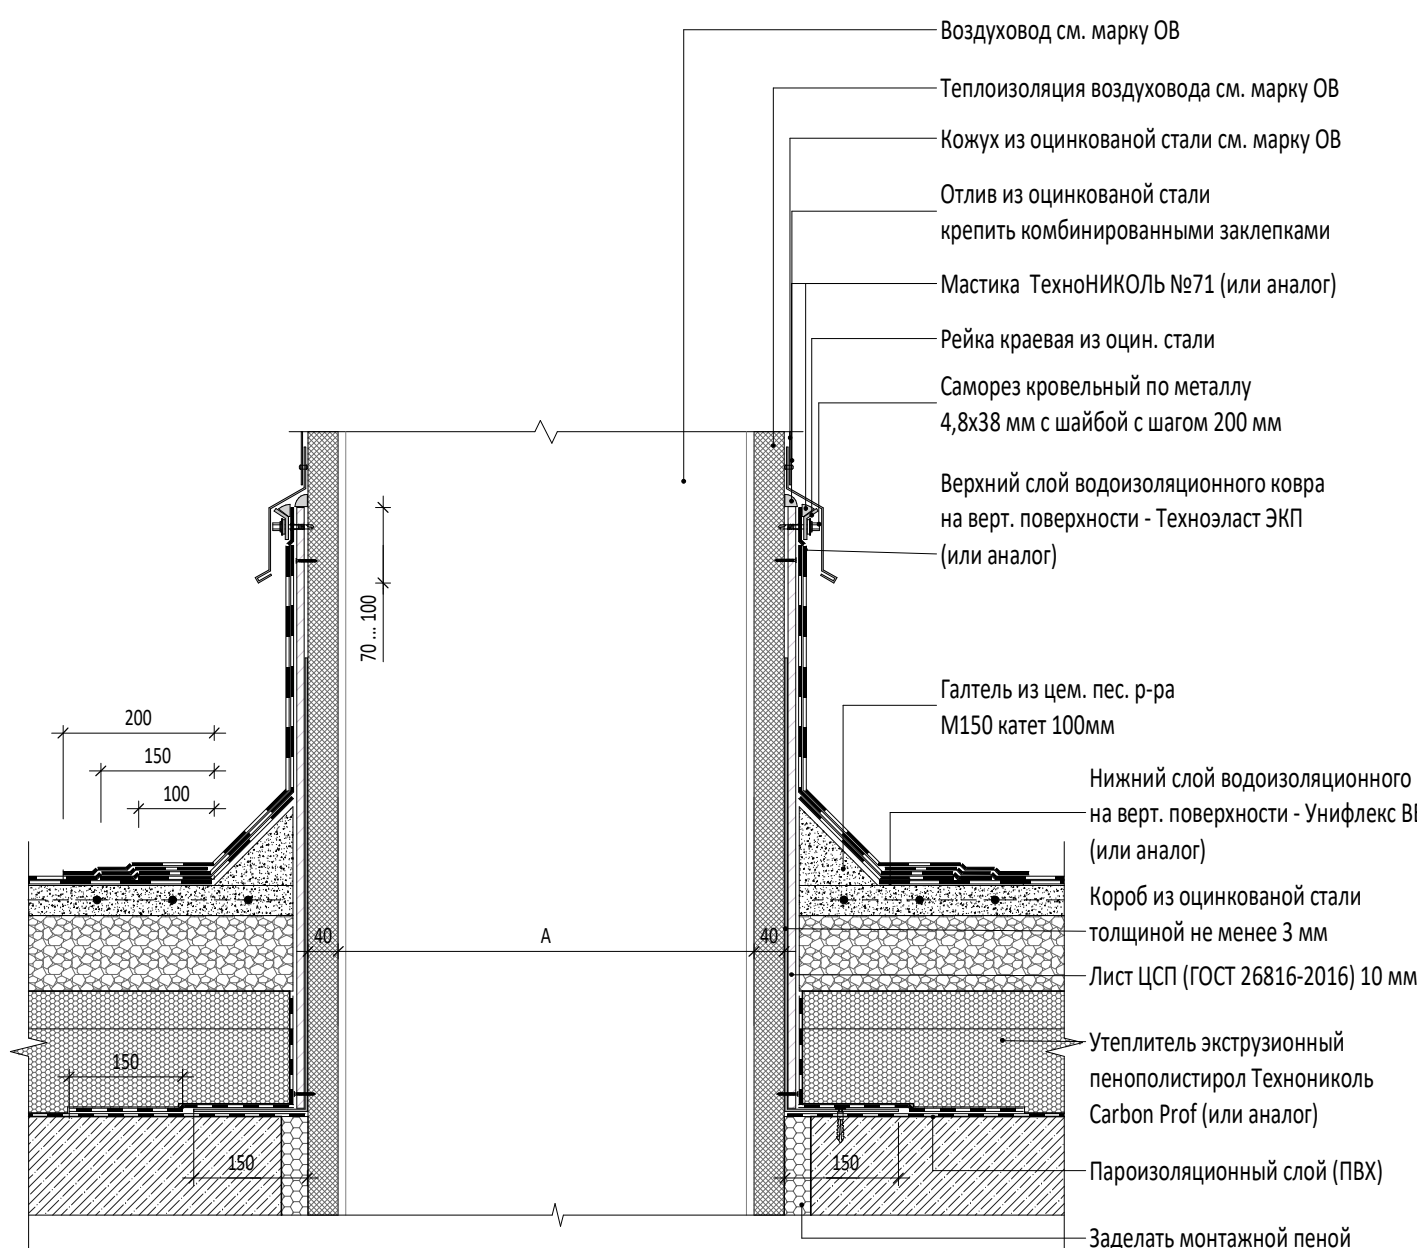 Воздуховод см. марку ОВ
Теплоизоляция воздуховода см. марку ОВ
Кожух из оцинкованой стали см. марку ОВ
Отлив из оцинкованой стали
крепить комбинированными заклепками
Мастика ТехноНИКОЛЬ №71 (или аналог)
Рейка краевая из оцин. стали
Саморез кровельный по металлу
4,8х38 мм с шайбой с шагом 200 мм
Верхний слой водоизоляционного ковра
на верт. поверхности - Техноэласт ЭКП
(или аналог)
70 ... 100
Галтель из цем. пес. р-ра
М150 катет 100мм
200
150
100
Нижний слой водоизоляционного
на верт. поверхности - Унифлекс
(или аналог)
Короб из оцинкованой стали
толщиной не менее 3 мм
40
А
40
Лист ЦСП (ГОСТ 26816-2016) 10 мм
Утеплитель экструзионный
пенополистирол Технониколь
Carbon Prof (или аналог)
150
150
150
Пароизоляционный слой (ПВХ)
Заделать монтажной пеной